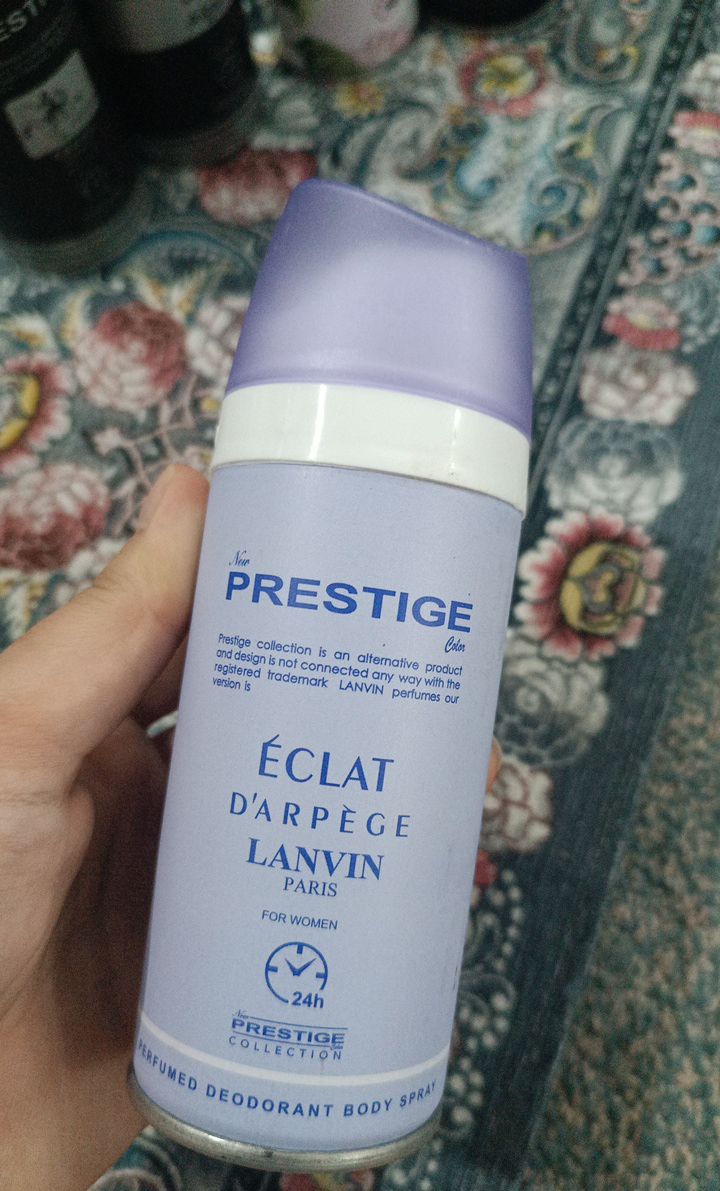 New
PRESTIGE
Color
Prestige collection is an alternative product
and design is not connected any way with the
registered trademark LANVIN perfumes our
version is
ÉCLAT
D'ARPÈGE
LANVIN
PARIS
FOR WOMEN
24h
New
PRESTIGE
Color
COLLECTION
PERFUMED DEODORANT BODY SPRAY